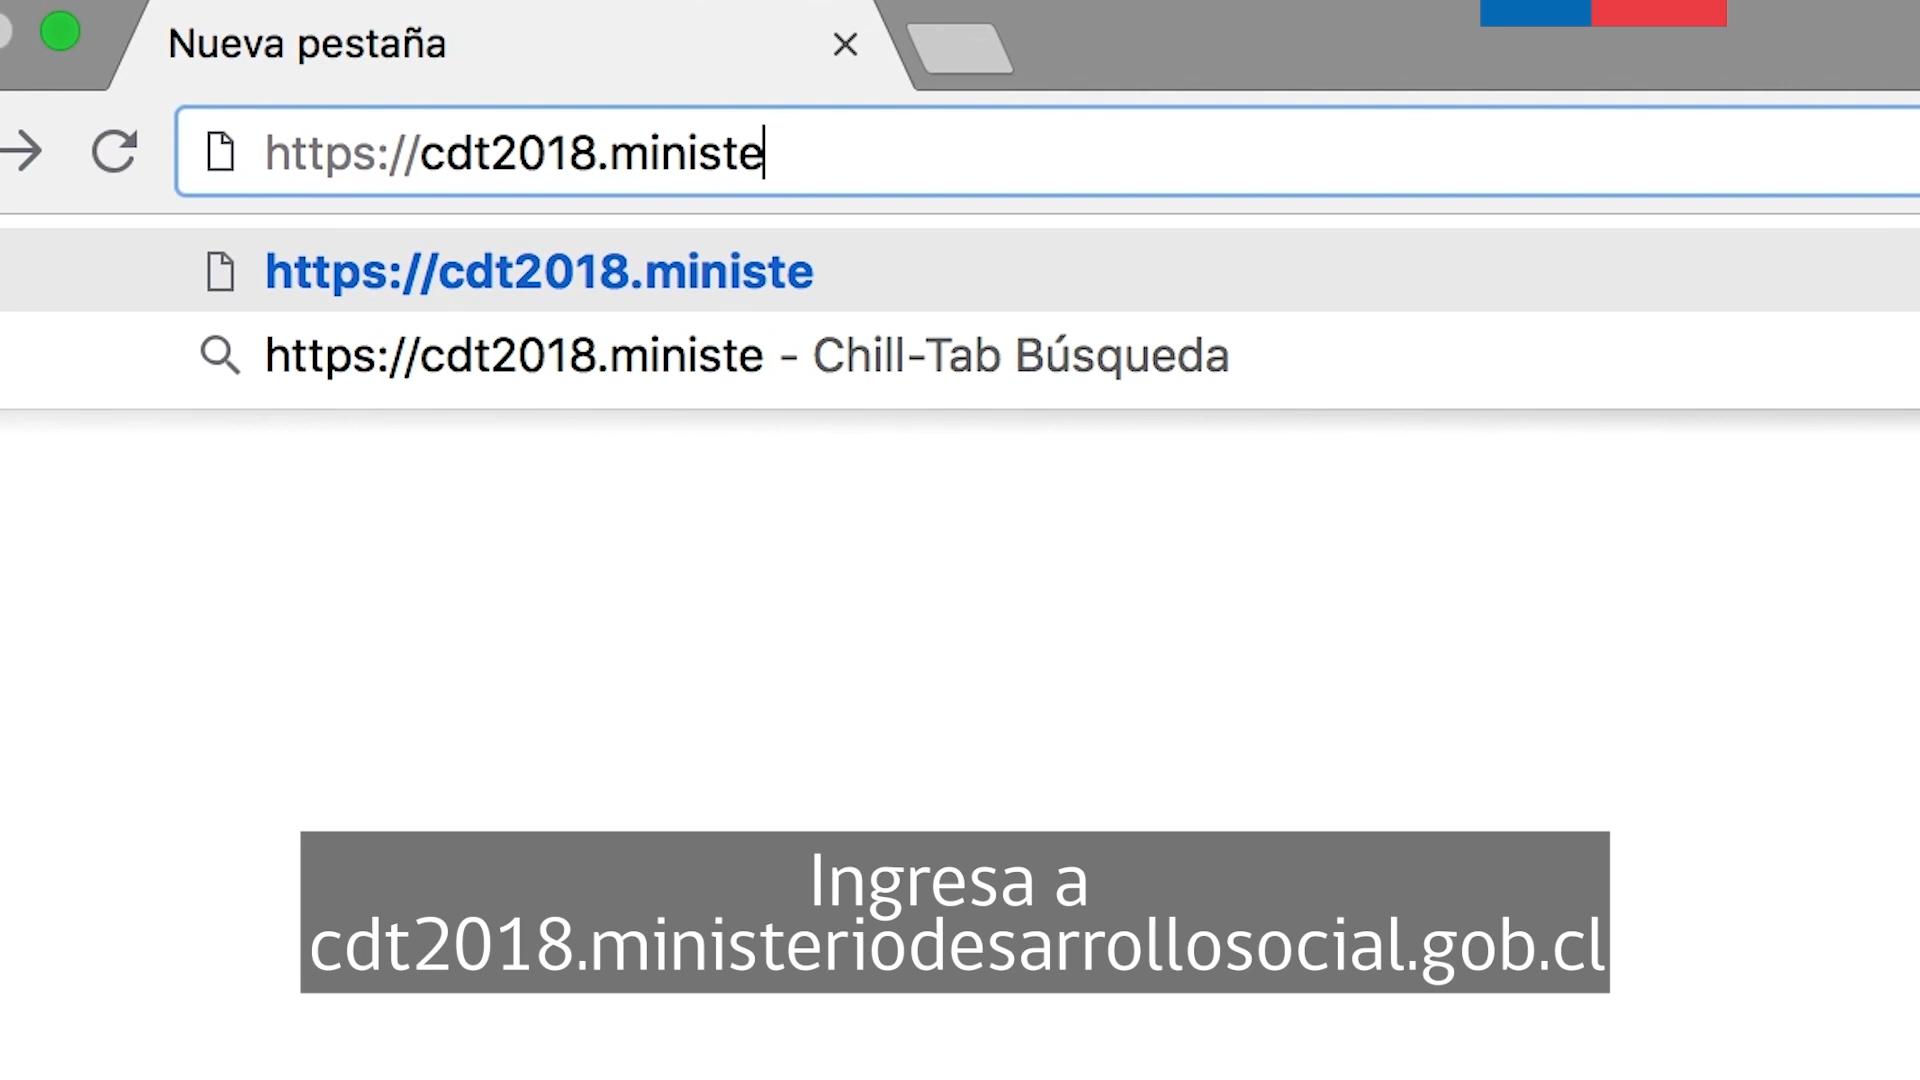 Nueva pestaña
https://cdt2018.ministe
https://cdt2018.ministe
https://cdt2018.ministe - Chill-Tab Búsqueda
Ingresa a
cdt2018.ministeriodesarrollosocial.gob.cl